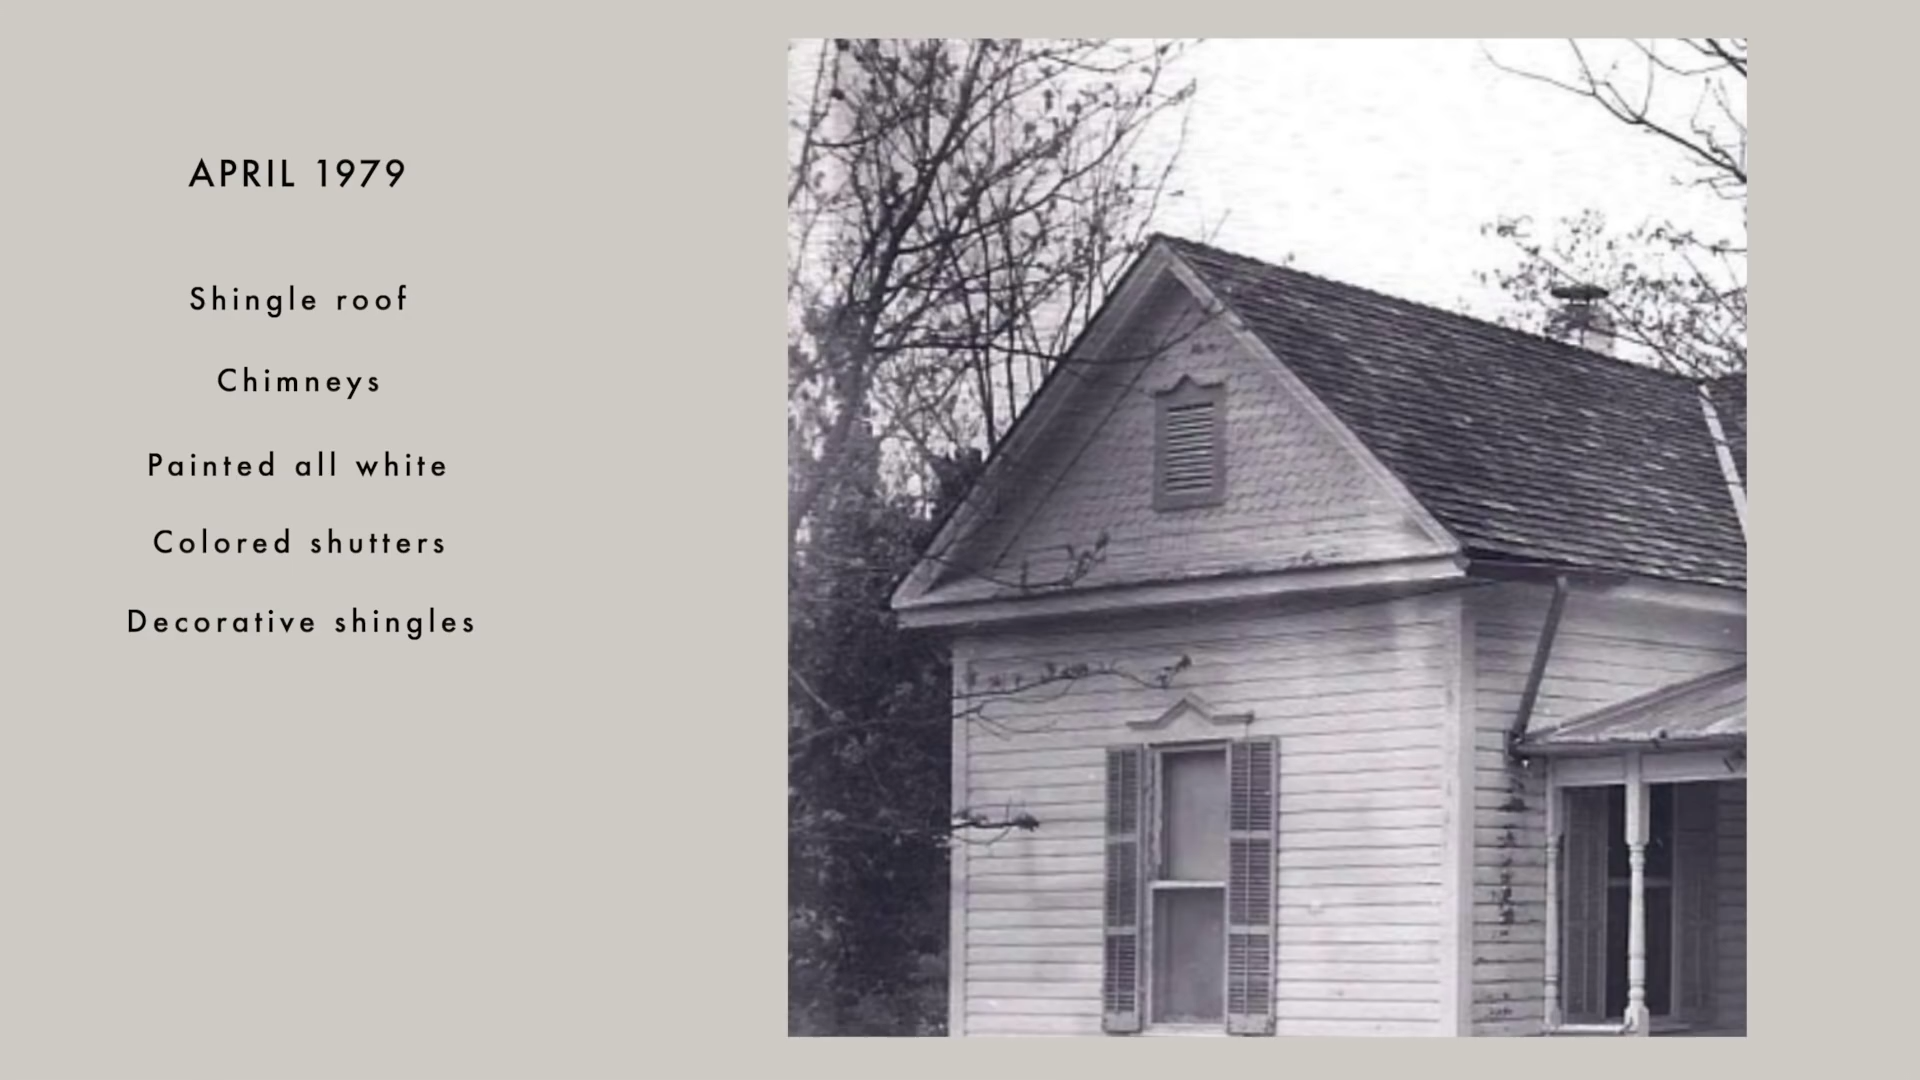 APRIL 1979
Shingle roof
Chimneys
Painted all white
Colored shutters
Decorative shingles